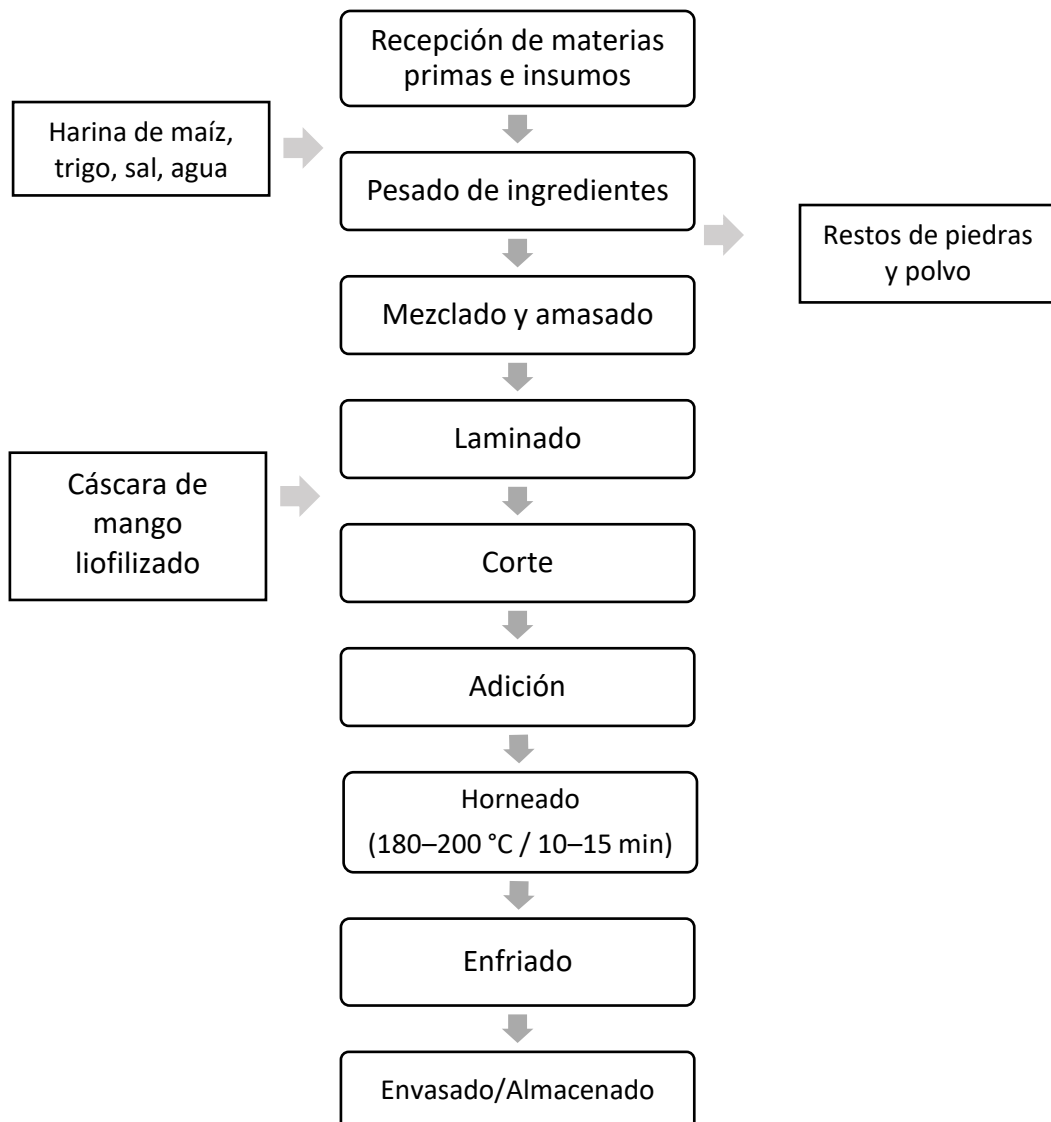 Recepción de materias
primas e insumos
Harina de maíz,
trigo, sal, agua
Pesado de ingredientes
Restos de piedras
y polvo
Mezclado y amasado
Laminado
Cáscara de
mango
liofilizado
Corte
Adición
Horneado
(180–200 °C / 10–15 min)
Enfriado
Envasado/Almacenado